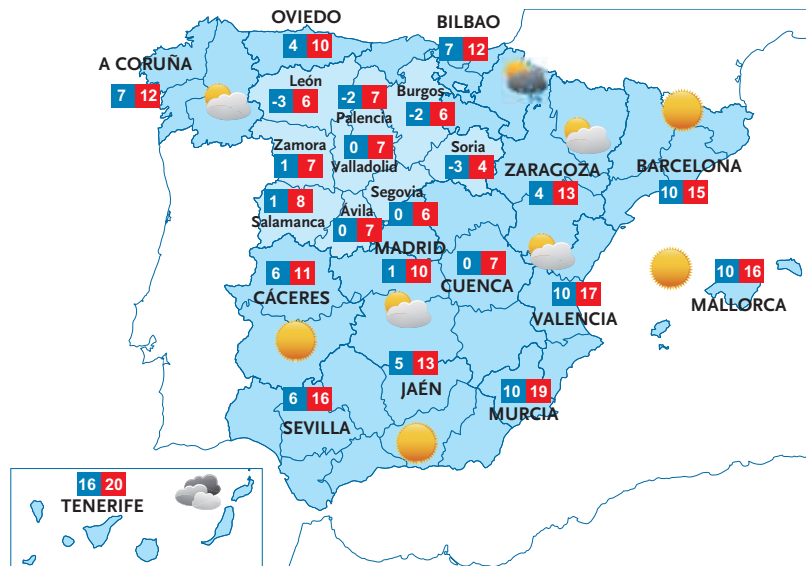 OVIEDO
4 10
BILBAO
7 12
A CORUÑA
7 12
León
-3 6
-2 7
Palencia
Burgos
-2 6
Zamora
1 7
0 7
Valladolid
Soria
-3 4
ZARAGOZA
4 13
BARCELONA
10 15
1 8
Salamanca
Ávila
0 7
Segovia
0 6
MADRID
1 10
0 7
CUENCA
6 11
CÁCERES
10 17
VALENCIA
10 16
MALLORCA
5 13
JAÉN
10 19
MURCIA
6 16
SEVILLA
16 20
TENERIFE